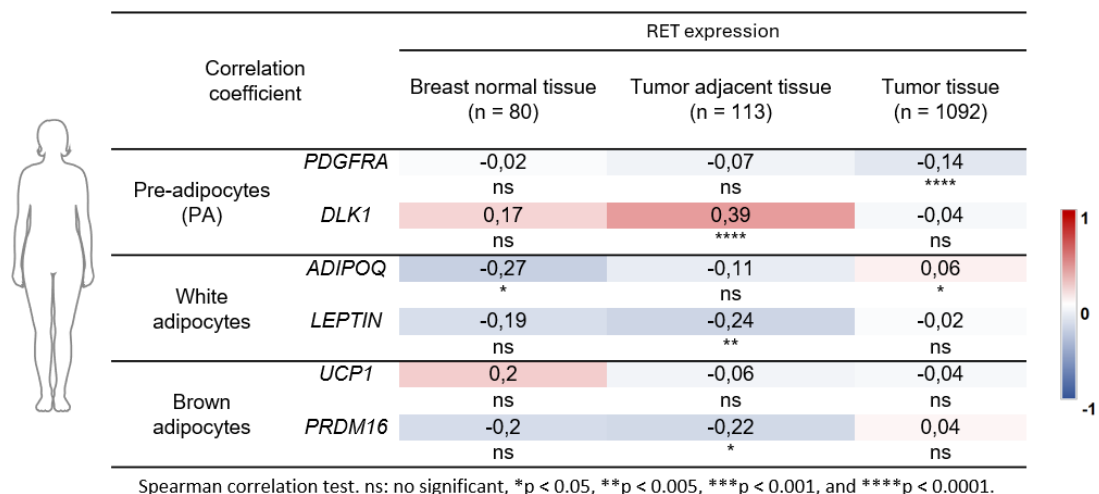 RET expression
Correlation coefficient
Breast normal tissue (n = 80) Tumor adjacent tissue (n = 113) Tumor tissue (n = 1092)
Pre-adipocytes (PA)
PDGFRA -0,02 -0,07 -0,14
ns ns ****
DLK1 0,17 0,39 -0,04
ns **** ns
White adipocytes
ADIPOQ -0,27 -0,11 0,06
* ns *
LEPTIN -0,19 -0,24 -0,02
ns ** ns
Brown adipocytes
UCP1 0,2 -0,06 -0,04
ns ns ns
PRDM16 -0,2 -0,22 0,04
ns * ns
1
0
-1
Spearman correlation test. ns: no significant, *p < 0.05, **p < 0.005, ***p < 0.001, and ****p < 0.0001.